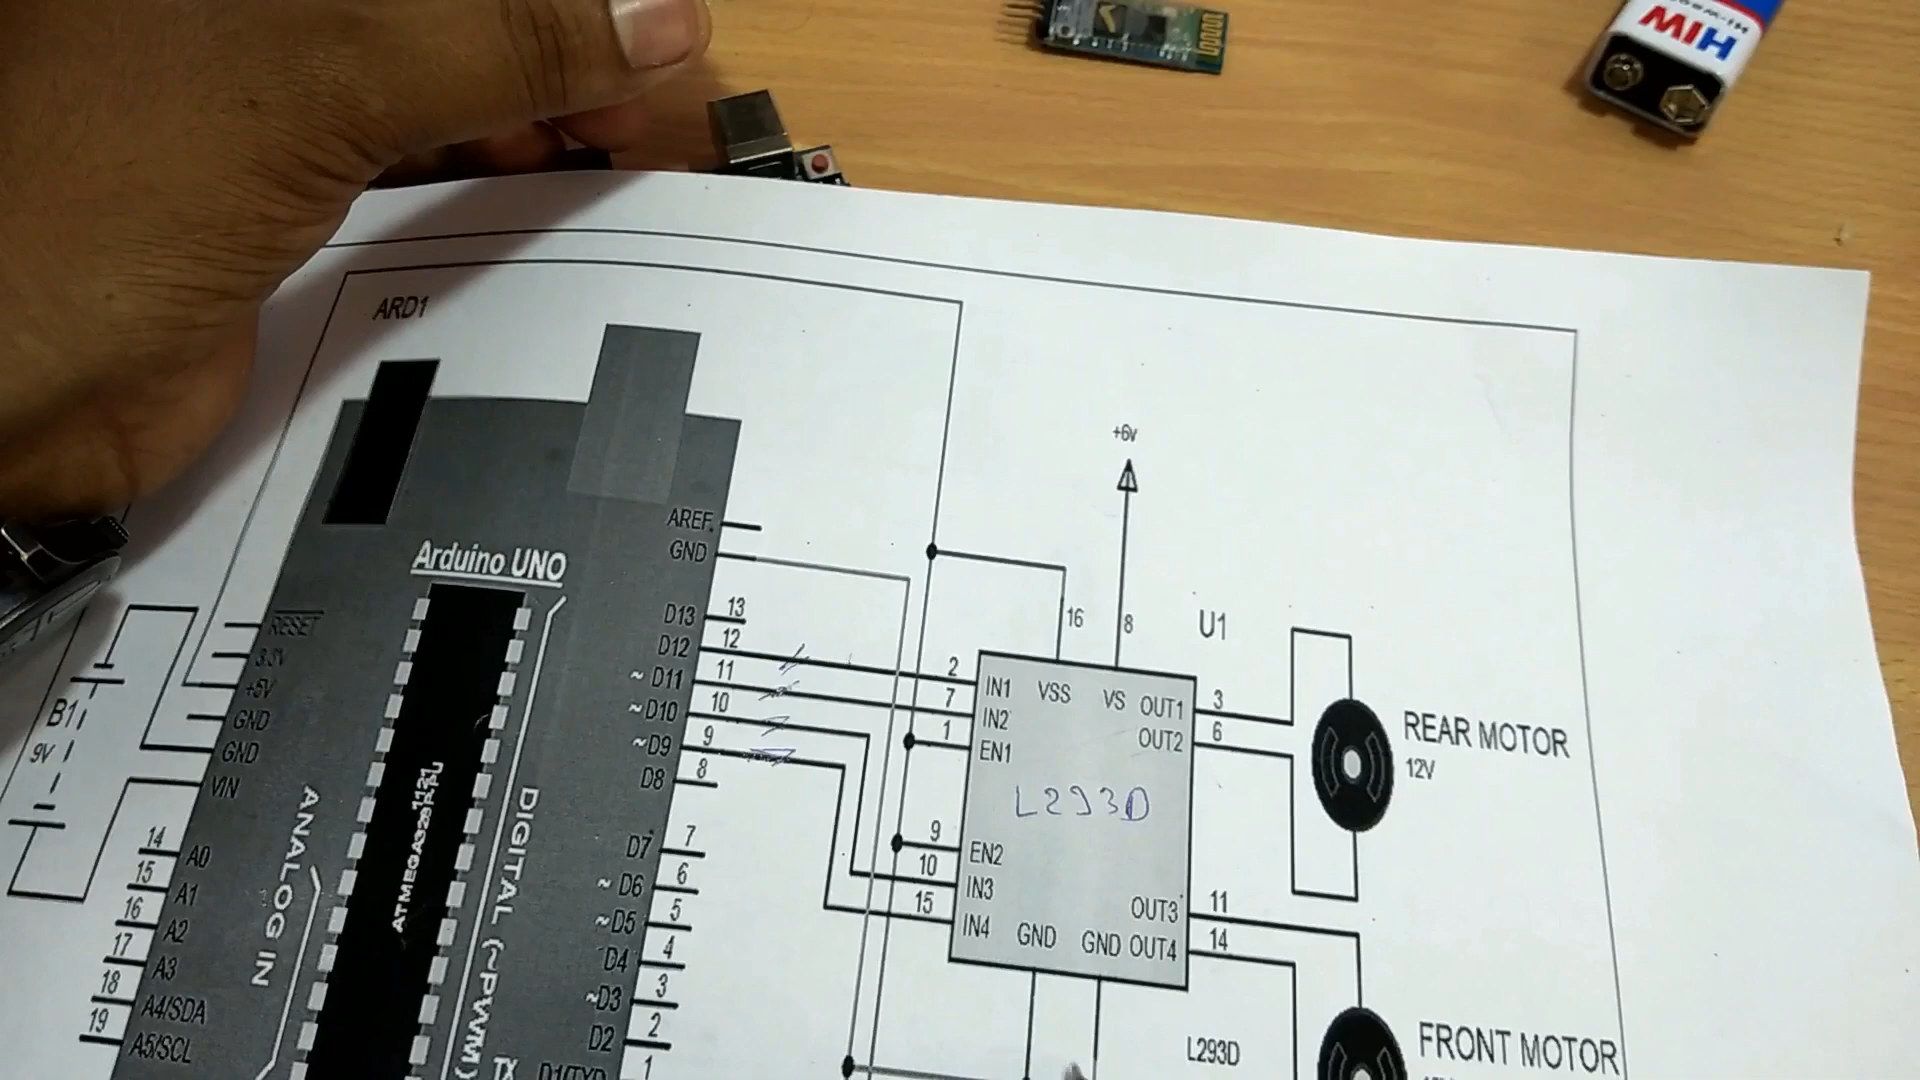 HIW
ARD1
+6v
AREF
GND
Arduino UNO
RESET
3.3V
+5V
GND
GND
VIN
B1
9V
D13 13
D12 12
~ D11 11
~ D10 10
~ D9 9
D8 8
D7 7
~ D6 6
~ D5 5
D4 4
~D3 3
D2 2
1
14 A0
15 A1
16 A2
17 A3
18 A4/SDA
19 A5/SCL
ANALOG IN
DIGITAL (~PWM)
16
8
U1
2 IN1
7 IN2
1 EN1
9 EN2
10 IN3
15 IN4
VSS
VS
OUT1 3
OUT2 6
L293D
OUT3 11
OUT4 14
GND
GND
L293D
REAR MOTOR
12V
FRONT MOTOR